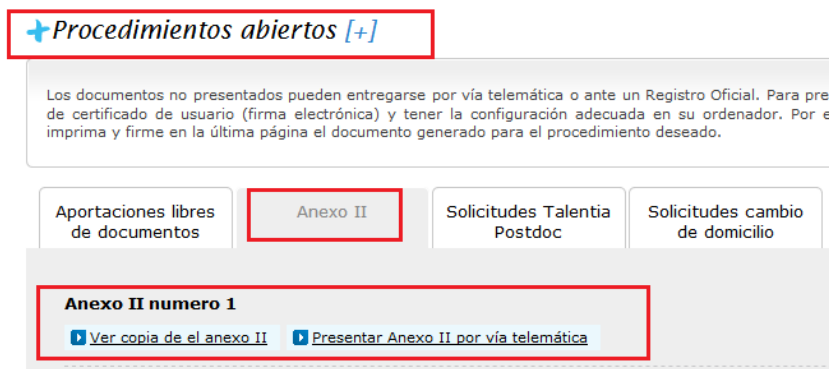 Procedimientos abiertos [+]
Los documentos no presentados pueden entregarse por vía telemática o ante un Registro Oficial. Para pre
de certificado de usuario (firma electrónica) y tener la configuración adecuada en su ordenador. Por e
imprima y firme en la última página el documento generado para el procedimiento deseado.
Aportaciones libres
de documentos
Anexo II
Solicitudes Talentia
Postdoc
Solicitudes cambio
de domicilio
Anexo II numero 1
Ver copia de el anexo II Presentar Anexo II por vía telemática